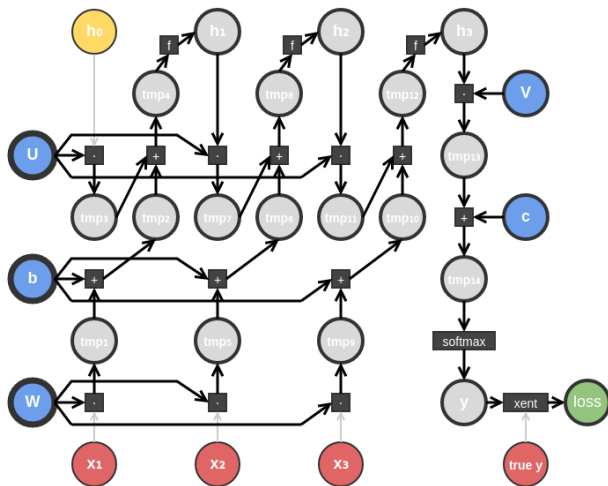 h₀ f h₁ f h₂ f h₃
tmp₄ tmp₈ tmp₁₂ · V
U · + · + · + tmp₁₃
tmp₃ tmp₂ tmp₇ tmp₆ tmp₁₁ tmp₁₀ + c
b + + + tmp₁₄
tmp₁ tmp₅ tmp₉ softmax
W · · · y xent loss
x₁ x₂ x₃ true y